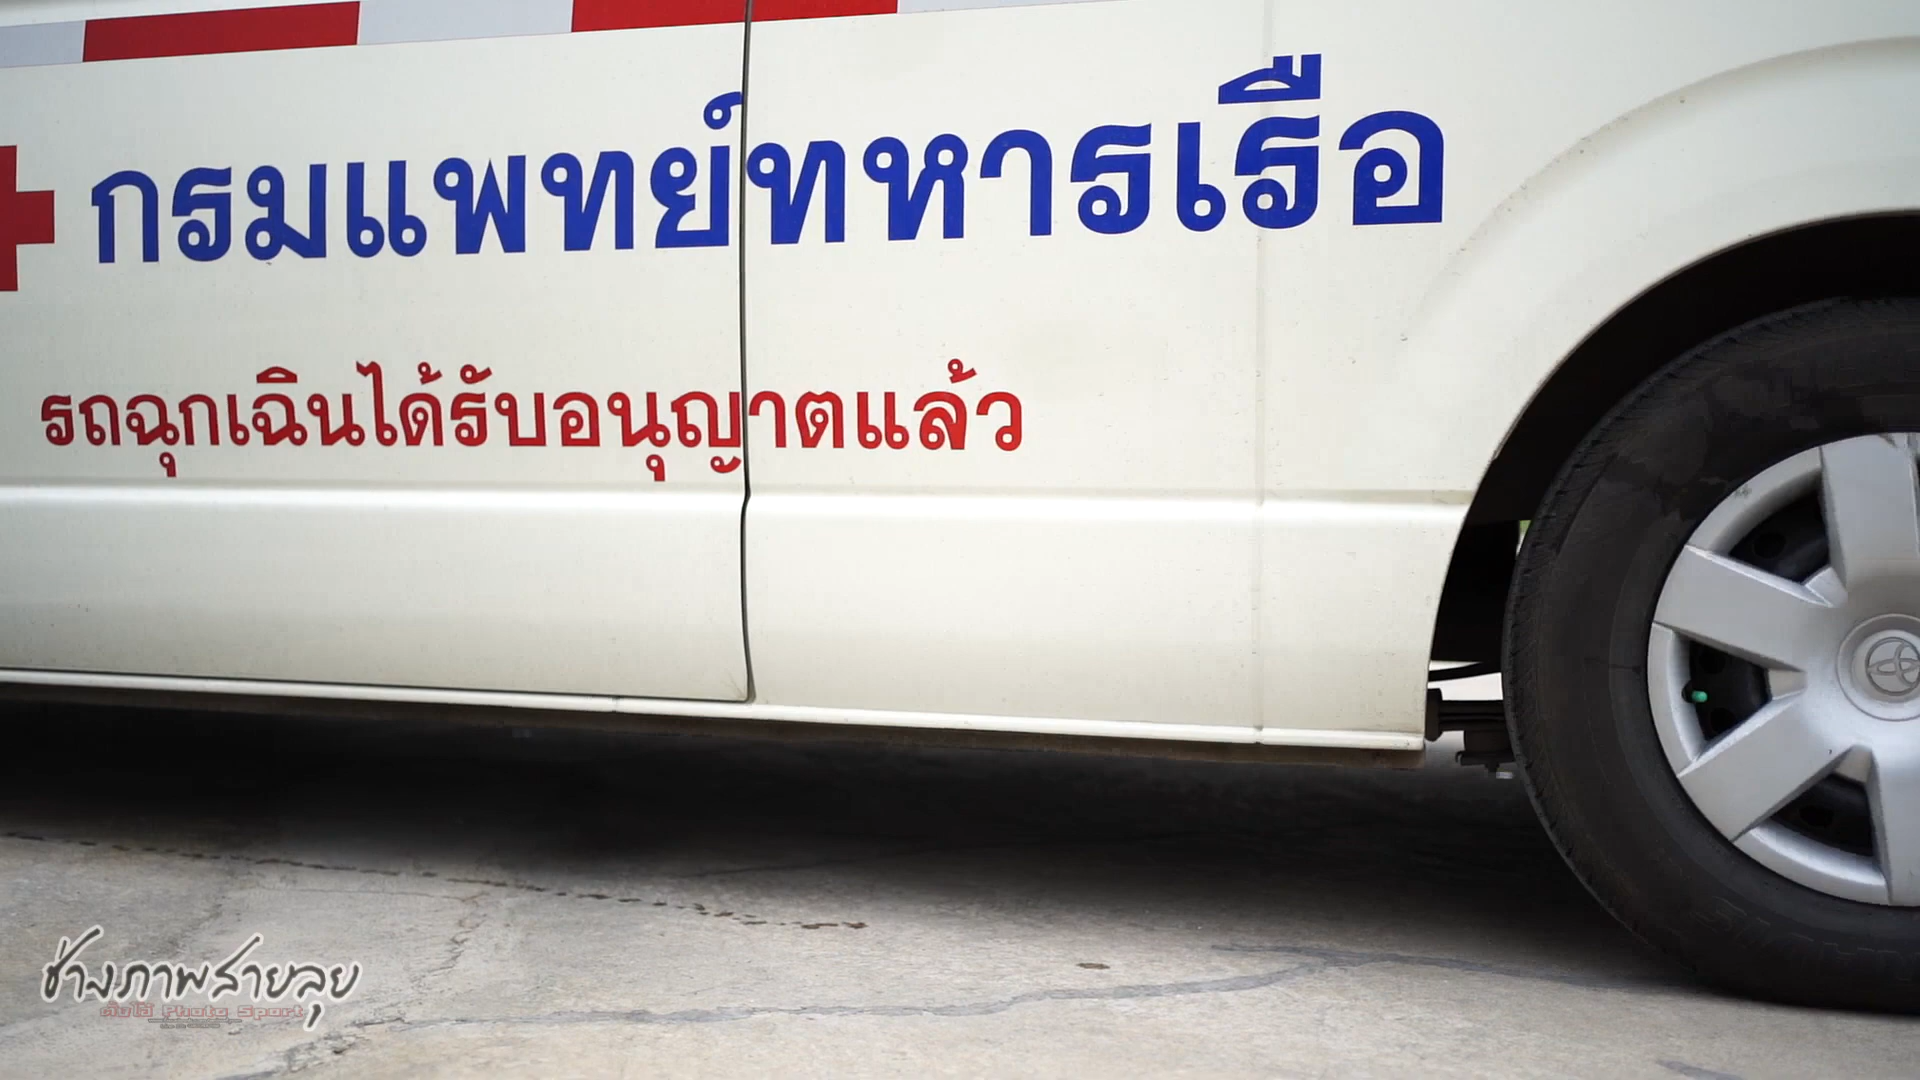 กรมแพทย์ทหารเรือ
รถฉุกเฉินได้รับอนุญาตแล้ว
ช่างภาพสายลุย
Photo Sport